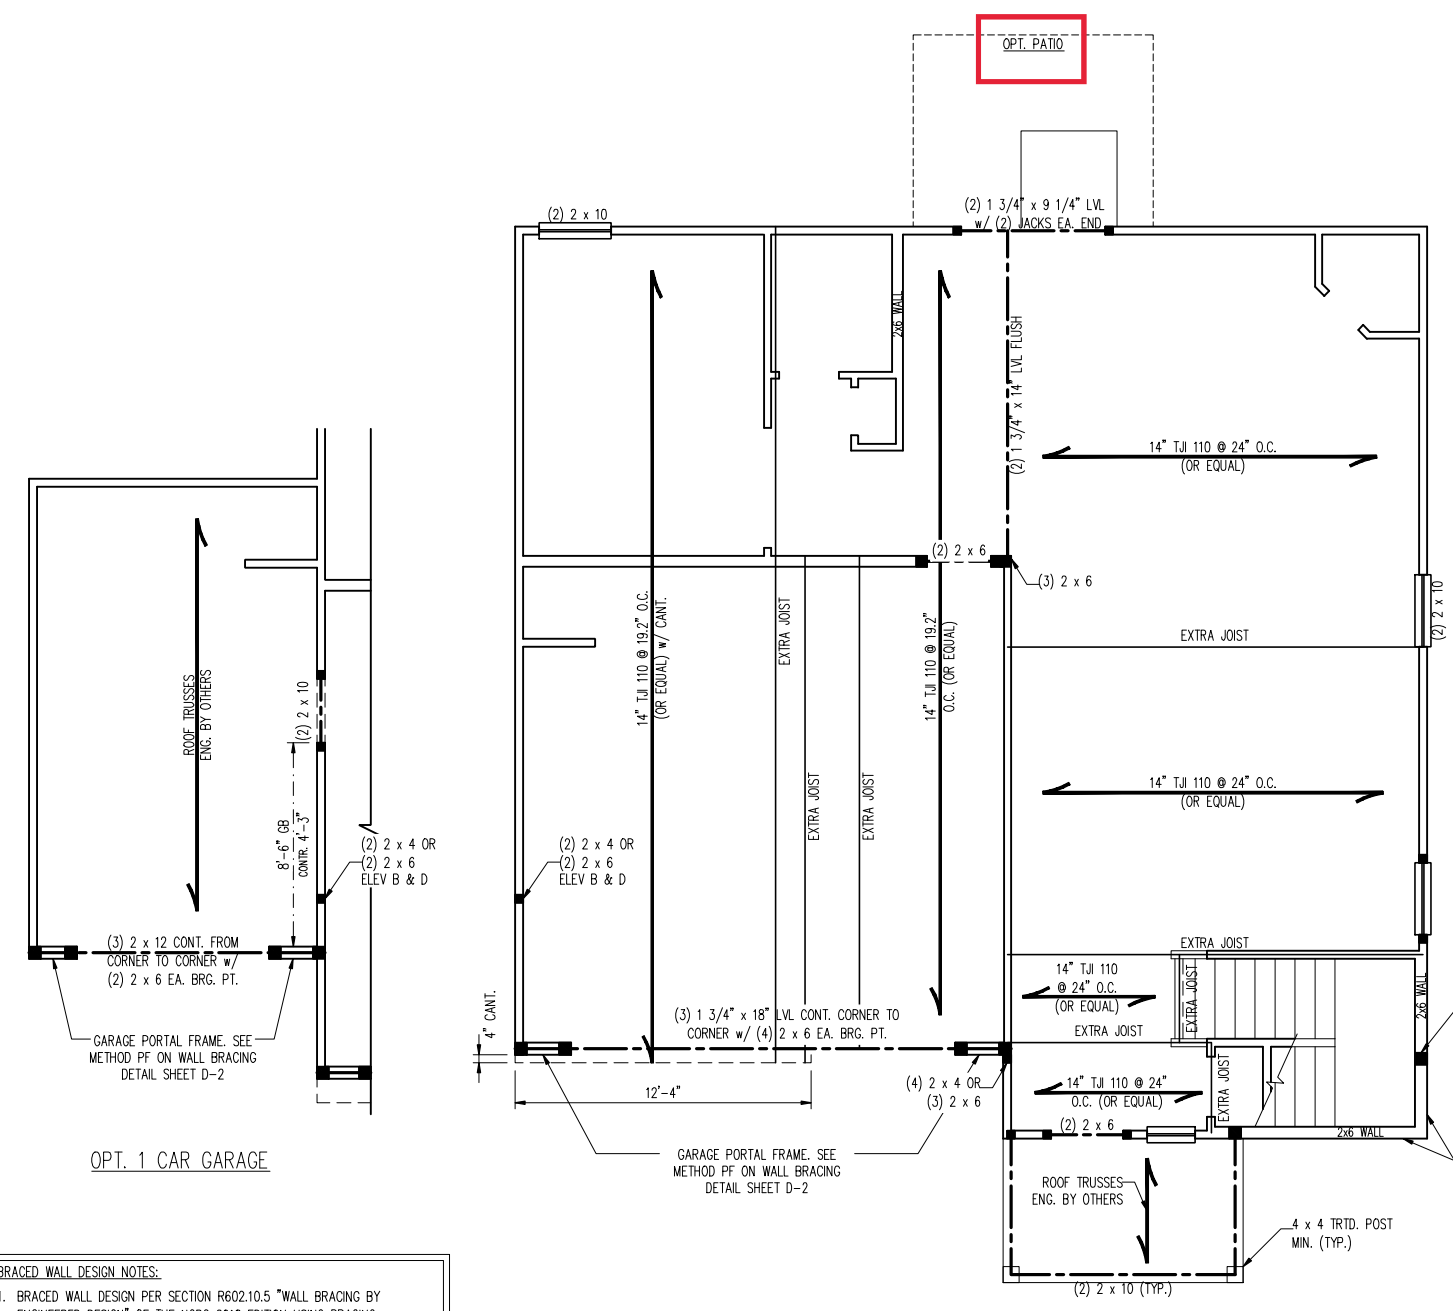 OPT. PATIO
(2) 2 x 10
(2) 1 3/4" x 9 1/4" LVL
w/ (2) JACKS EA. END
2x6 WALL
(2) 1 3/4" x 14" LVL FLUSH
14" TJI 110 @ 24" O.C.
(OR EQUAL)
(2) 2 x 6
(3) 2 x 6
(2) 2 x 10
14" TJI 110 @ 19.2" O.C.
(OR EQUAL) w/ CANT.
EXTRA JOIST
14" TJI 110 @ 19.2"
O.C. (OR EQUAL)
EXTRA JOIST
ROOF TRUSSES
ENG. BY OTHERS
(2) 2 x 10
EXTRA JOIST
EXTRA JOIST
14" TJI 110 @ 24" O.C.
(OR EQUAL)
8'-6" GB
CONTR. 4'-3"
(2) 2 x 4 OR
(2) 2 x 6
ELEV B & D
(2) 2 x 4 OR
(2) 2 x 6
ELEV B & D
(3) 2 x 12 CONT. FROM
CORNER TO CORNER w/
(2) 2 x 6 EA. BRG. PT.
EXTRA JOIST
14" TJI 110
@ 24" O.C.
(OR EQUAL)
EXTRA JOIST
2x6 WALL
4" CANT.
(3) 1 3/4" x 18" LVL CONT. CORNER TO
CORNER w/ (4) 2 x 6 EA. BRG. PT.
EXTRA JOIST
GARAGE PORTAL FRAME. SEE
METHOD PF ON WALL BRACING
DETAIL SHEET D-2
12'-4"
(4) 2 x 4 OR
(3) 2 x 6
14" TJI 110 @ 24"
O.C. (OR EQUAL)
EXTRA JOIST
(2) 2 x 6
2x6 WALL
OPT. 1 CAR GARAGE
GARAGE PORTAL FRAME. SEE
METHOD PF ON WALL BRACING
DETAIL SHEET D-2
ROOF TRUSSES
ENG. BY OTHERS
4 x 4 TRTD. POST
MIN. (TYP.)
(2) 2 x 10 (TYP.)
BRACED WALL DESIGN NOTES:
1. BRACED WALL DESIGN PER SECTION R602.10.5 "WALL BRACING BY